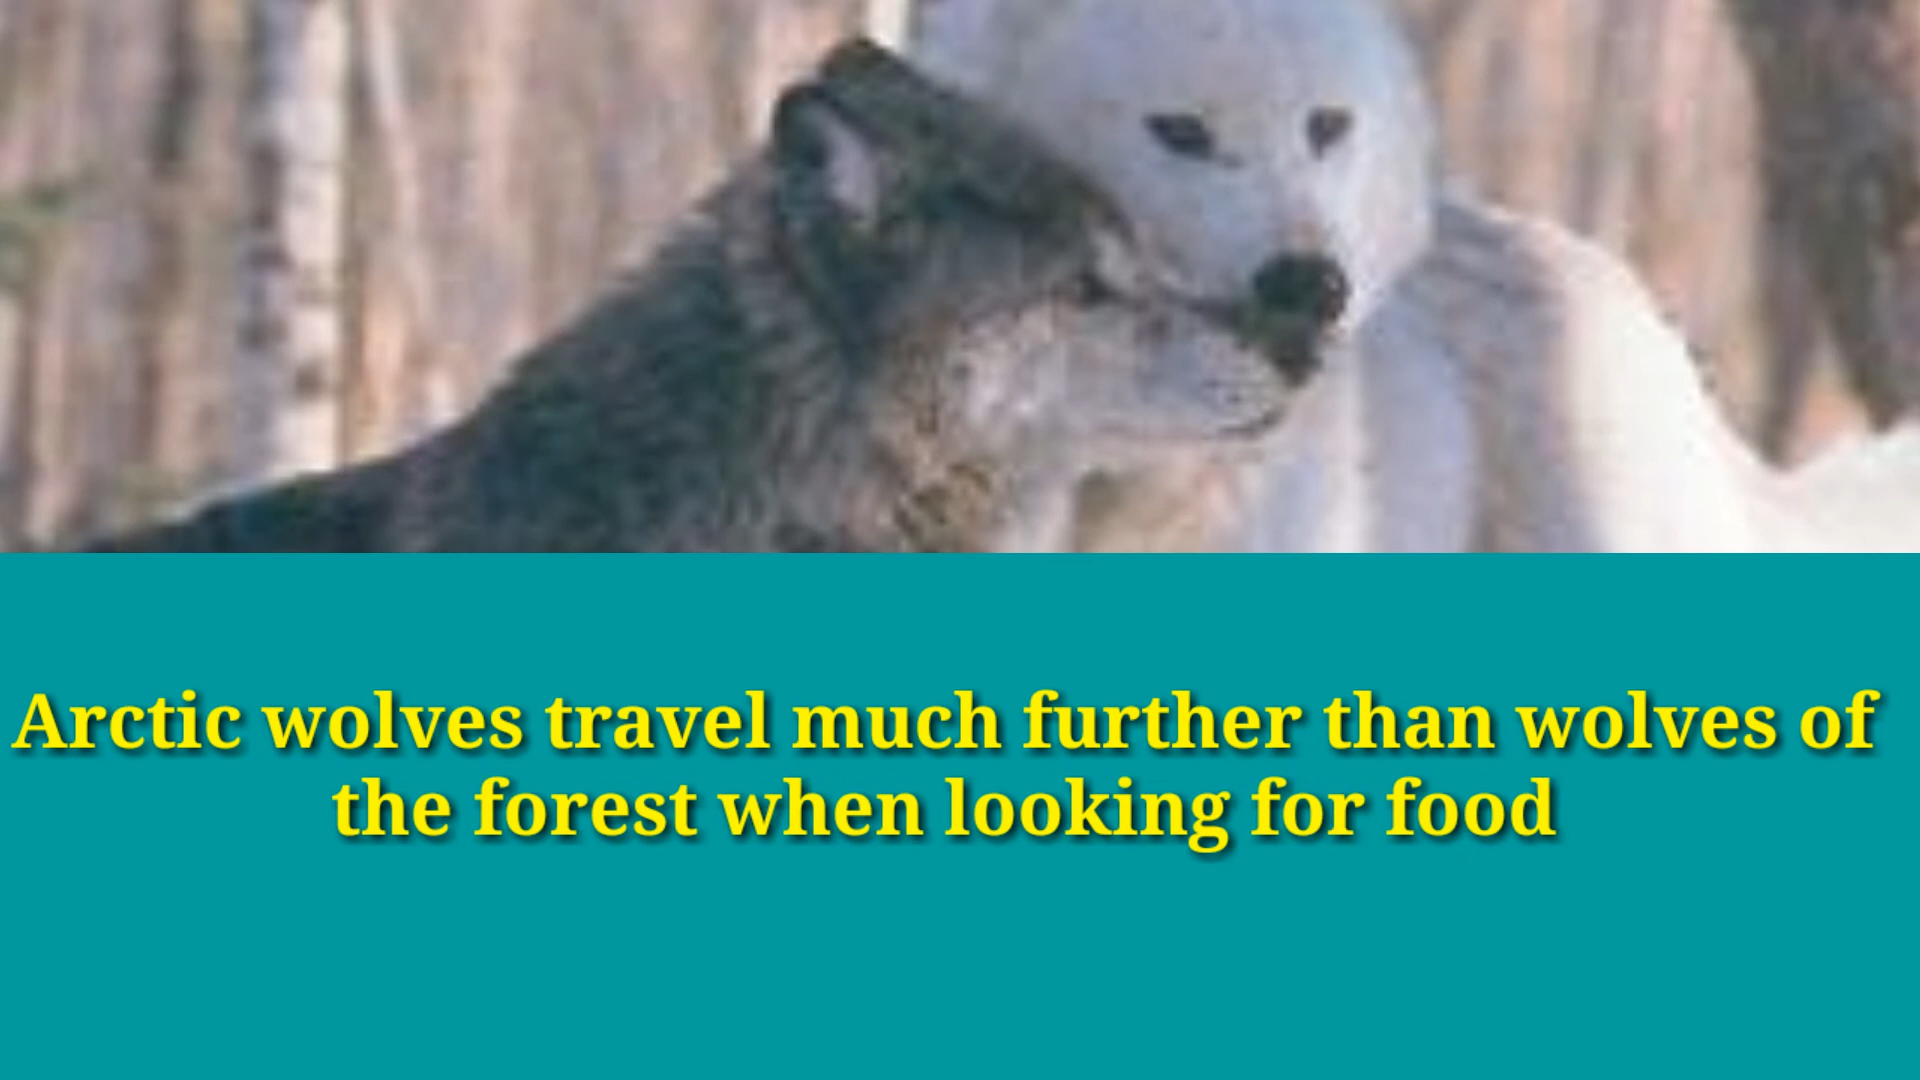 Arctic wolves travel much further than wolves of
the forest when looking for food